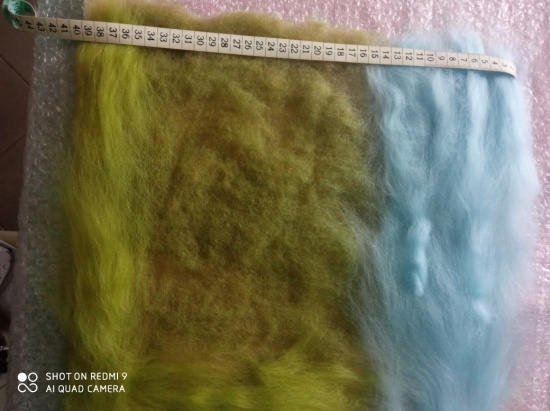 44 43 42 41 40 39 38 37 36 35 34 33 32 31 30 29 28 27 26 25 24 23 22 21 20 19 18 17 16 15 14 13 12 11 10 9 8 7 6 5 4
SHOT ON REDMI 9
AI QUAD CAMERA